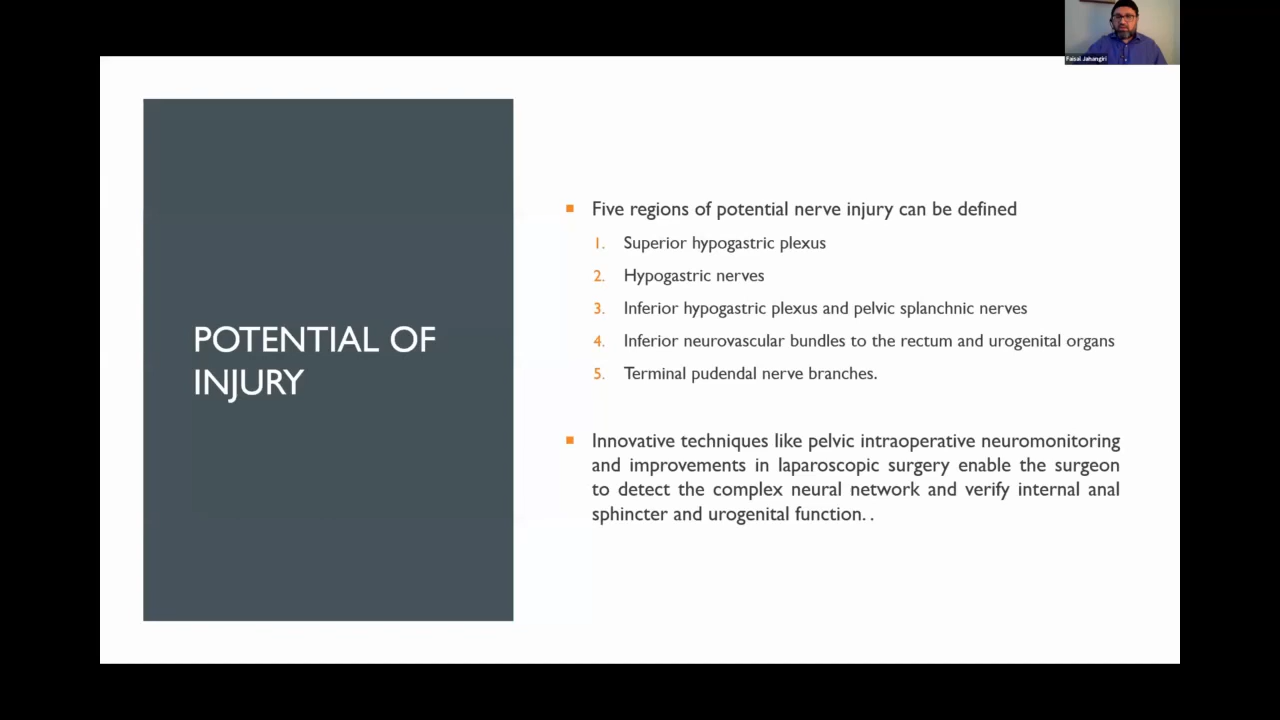 Faisal Jahangiri
POTENTIAL OF
INJURY
Five regions of potential nerve injury can be defined
1. Superior hypogastric plexus
2. Hypogastric nerves
3. Inferior hypogastric plexus and pelvic splanchnic nerves
4. Inferior neurovascular bundles to the rectum and urogenital organs
5. Terminal pudendal nerve branches.
Innovative techniques like pelvic intraoperative neuromonitoring
and improvements in laparoscopic surgery enable the surgeon
to detect the complex neural network and verify internal anal
sphincter and urogenital function. .